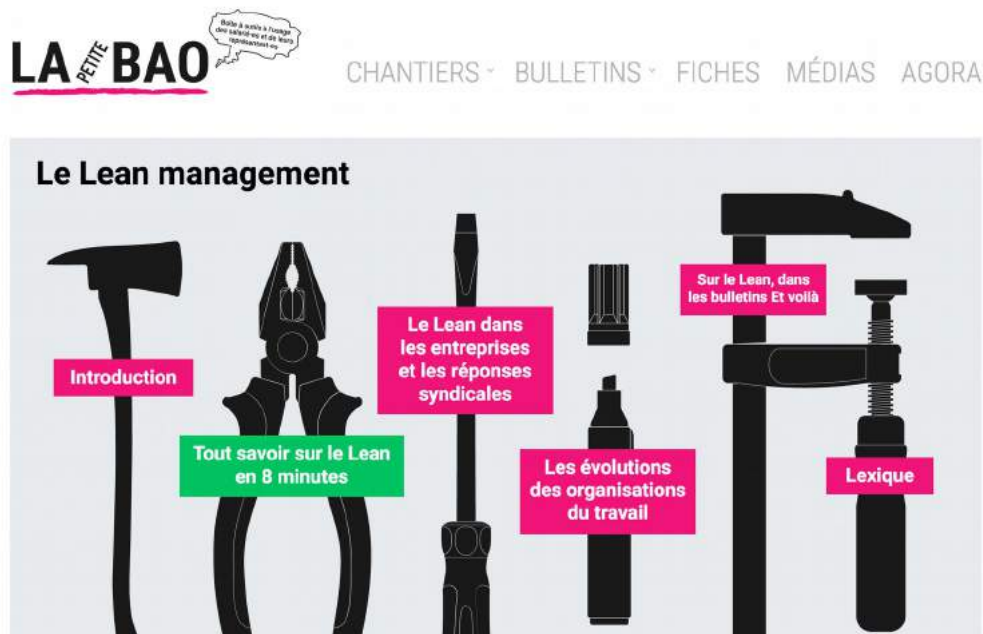 LA PETITE BAO
Boîte à outils à l'usage
des salarié-es et de leurs
représentant-es
CHANTIERS
BULLETINS
FICHES
MÉDIAS
AGORA
Le Lean management
Introduction
Tout savoir sur le Lean
en 8 minutes
Le Lean dans
les entreprises
et les réponses
syndicales
Les évolutions
des organisations
du travail
Sur le Lean, dans
les bulletins Et voilà
Lexique